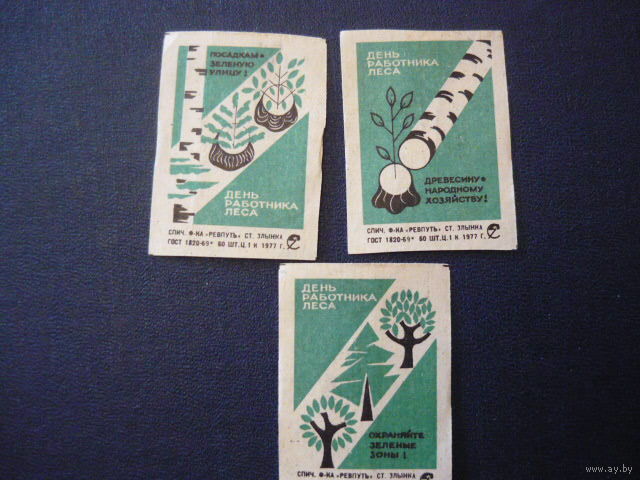 ПОСАДКАМ-
ЗЕЛЕНУЮ
УЛИЦУ!
ДЕНЬ
РАБОТНИКА
ЛЕСА
СПИЧ. Ф-КА «РЕВПУТЬ» СТ. ЗЛЫНКА
ГОСТ 1820-69* 60 ШТ. Ц. 1 К 1977 Г.
ДЕНЬ
РАБОТНИКА
ЛЕСА
ДРЕВЕСИНУ-
НАРОДНОМУ
ХОЗЯЙСТВУ!
СПИЧ. Ф-КА «РЕВПУТЬ» СТ. ЗЛЫНКА
ГОСТ 1820-69* 60 ШТ. Ц. 1 К 1977 Г.
ДЕНЬ
РАБОТНИКА
ЛЕСА
ОХРАНЯЙТЕ
ЗЕЛЕНЫЕ
ЗОНЫ!
СПИЧ. Ф-КА «РЕВПУТЬ» СТ. ЗЛЫНКА
www.ay.by